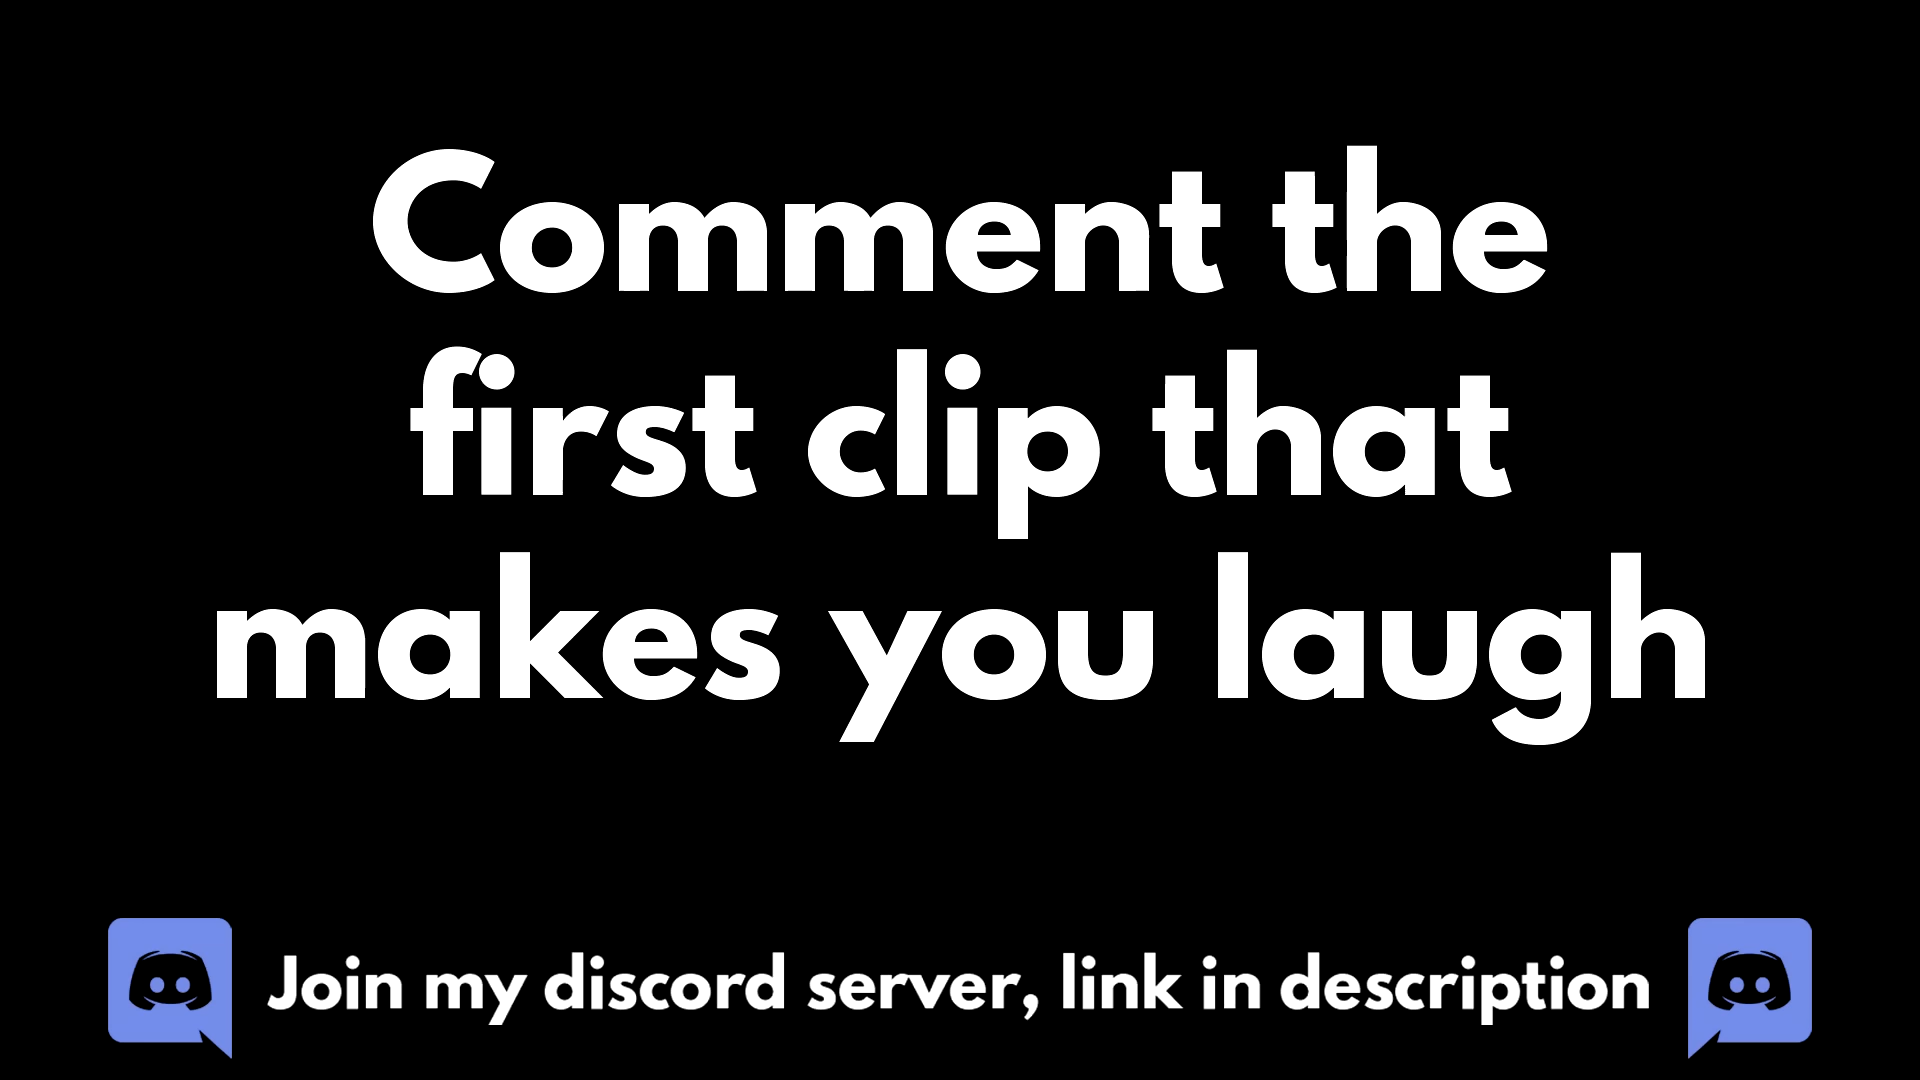 Comment the
first clip that
makes you laugh
Join my discord server, link in description